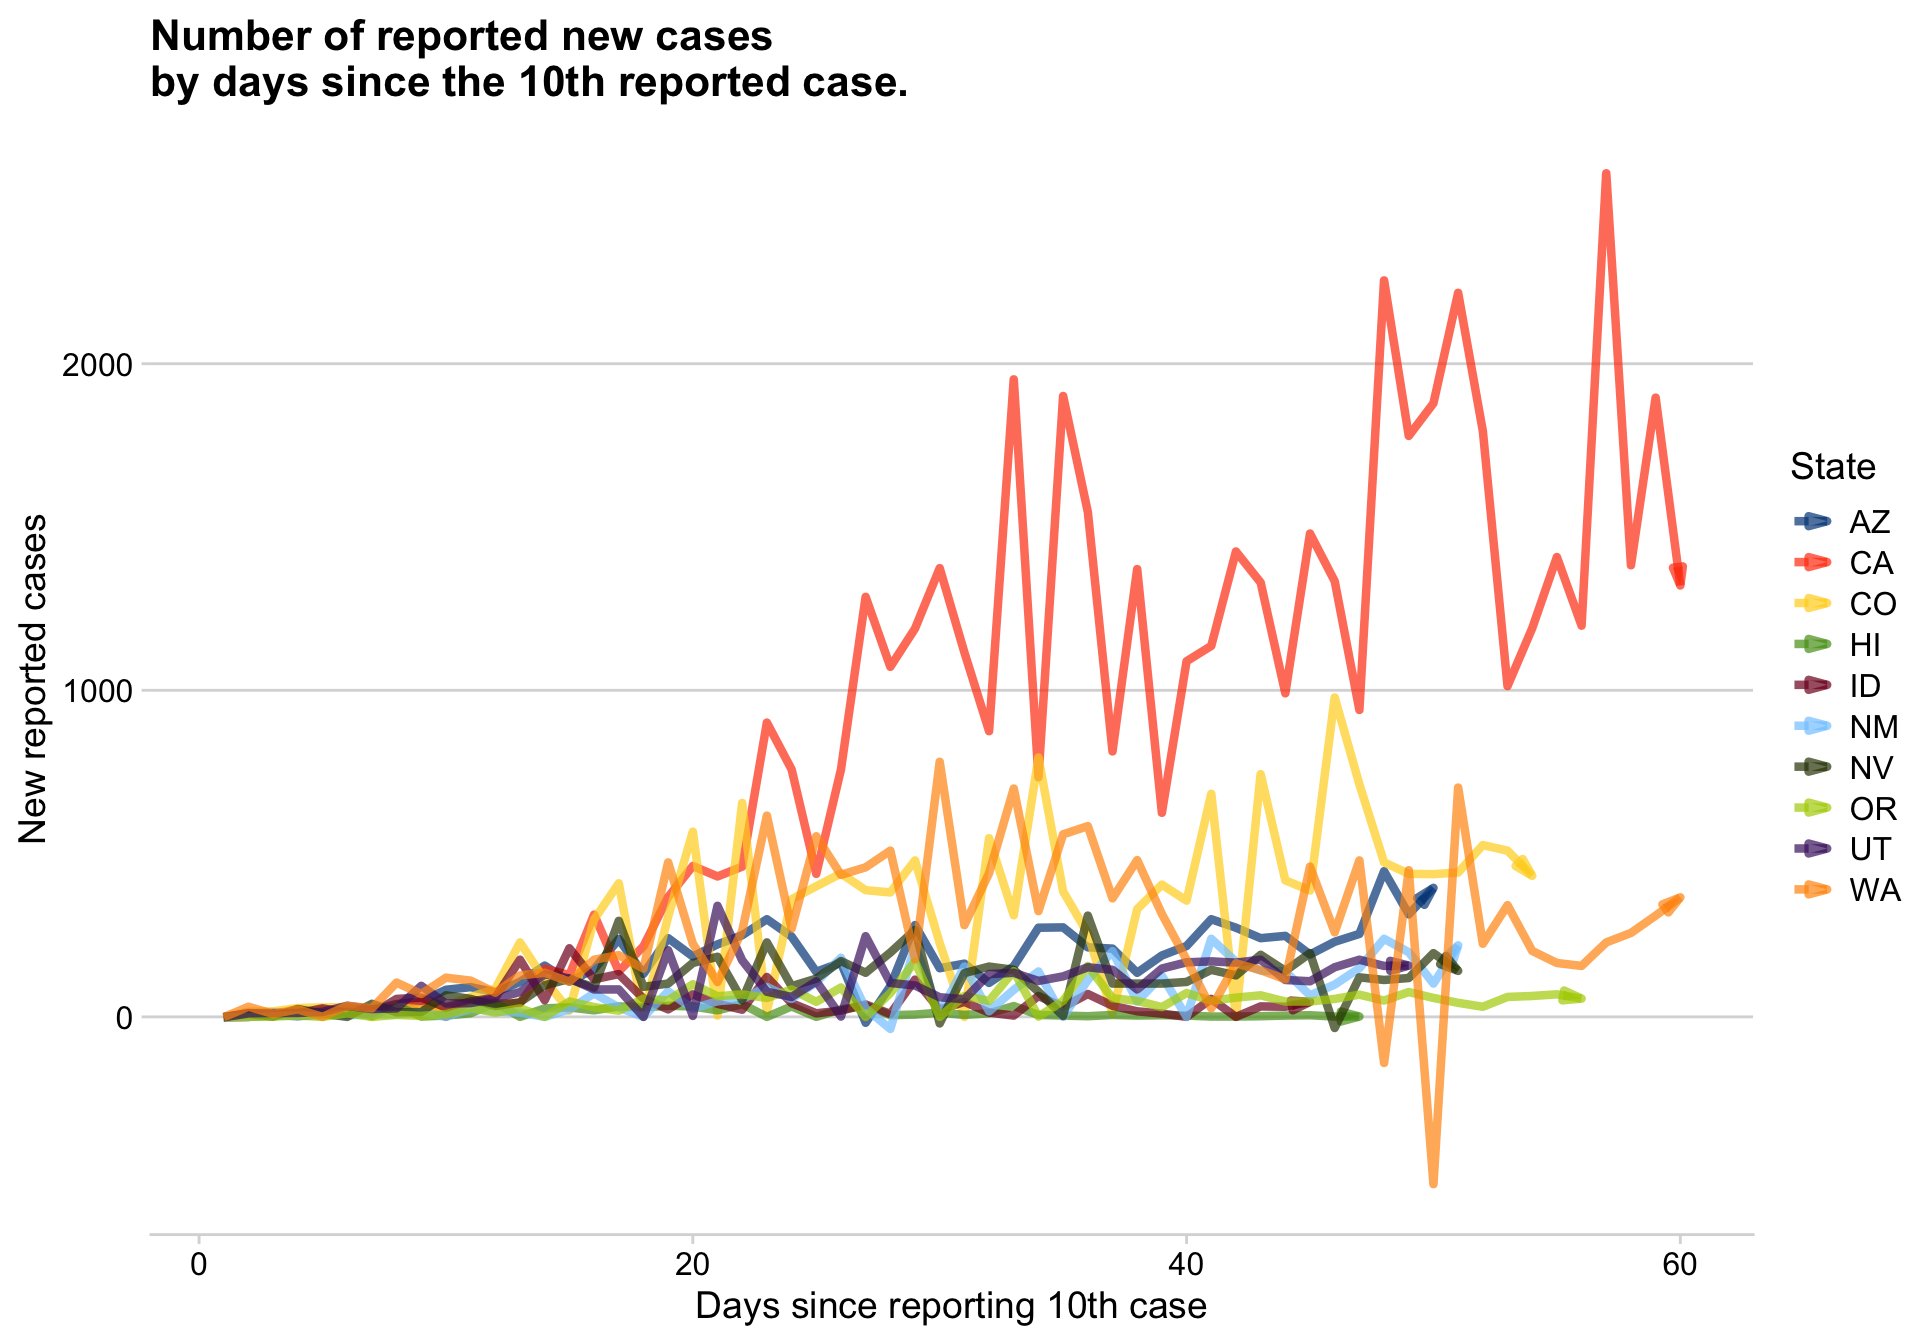 Number of reported new cases
by days since the 10th reported case.
2000
1000
0
New reported cases
0
20
40
60
Days since reporting 10th case
State
AZ
CA
CO
HI
ID
NM
NV
OR
UT
WA